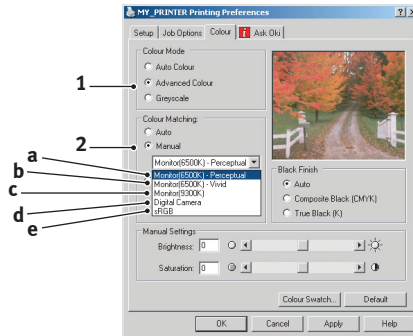 MY_PRINTER Printing Preferences
Setup Job Options Colour Ask Oki
Colour Mode
Auto Colour
1 Advanced Colour
Greyscale
Colour Matching:
Auto
2 Manual
Monitor(6500K) - Perceptual
a Monitor(6500K) - Perceptual
b Monitor(6500K) - Vivid
c Monitor(9300K)
d Digital Camera
e sRGB
Black Finish
Auto
Composite Black (CMYK)
True Black (K)
Manual Settings
Brightness: 0
Saturation: 0
Colour Swatch... Default
OK Cancel Apply Help